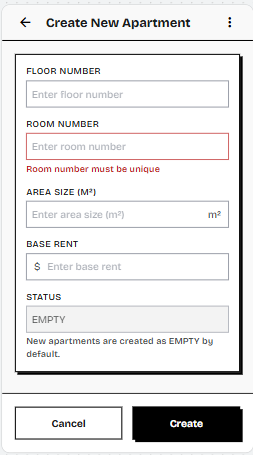 Create New Apartment
FLOOR NUMBER
Enter floor number
ROOM NUMBER
Enter room number
Room number must be unique
AREA SIZE (M²)
Enter area size (m²) m²
BASE RENT
$ Enter base rent
STATUS
EMPTY
New apartments are created as EMPTY by
default.
Cancel Create